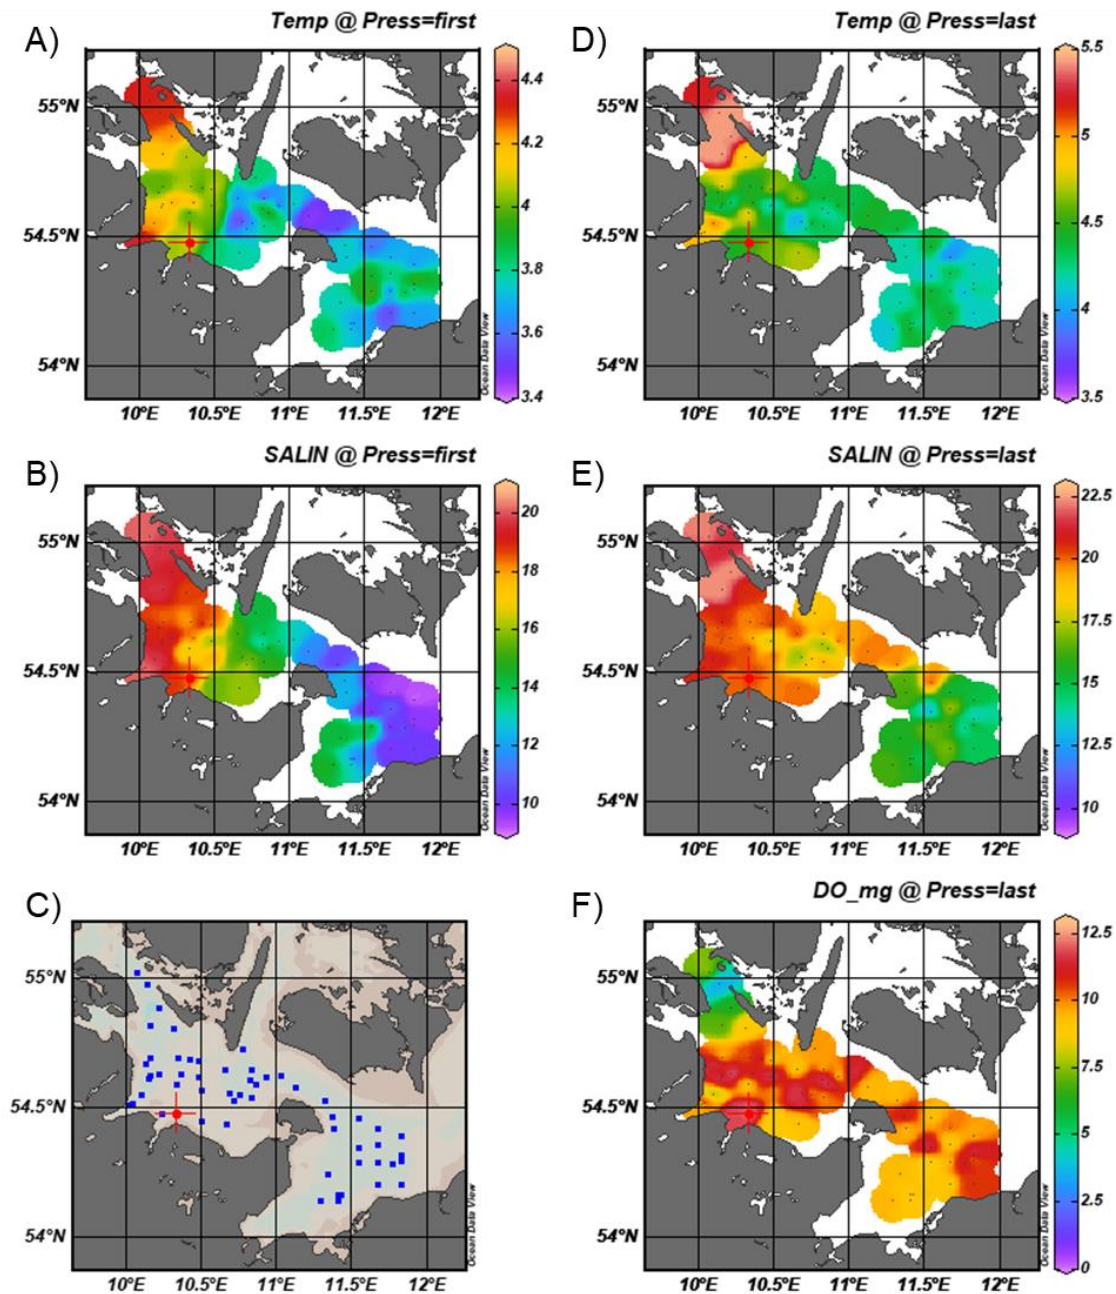 A)
Temp @ Press=first
55°N
54.5°N
54°N
10°E 10.5°E 11°E 11.5°E 12°E
4.4
4.2
4
3.8
3.6
3.4
Ocean Data View
D)
Temp @ Press=last
55°N
54.5°N
54°N
10°E 10.5°E 11°E 11.5°E 12°E
5.5
5
4.5
4
3.5
Ocean Data View
B)
SALIN @ Press=first
55°N
54.5°N
54°N
10°E 10.5°E 11°E 11.5°E 12°E
20
18
16
14
12
10
Ocean Data View
E)
SALIN @ Press=last
55°N
54.5°N
54°N
10°E 10.5°E 11°E 11.5°E 12°E
22.5
20
17.5
15
12.5
10
Ocean Data View
C)
55°N
54.5°N
54°N
10°E 10.5°E 11°E 11.5°E 12°E
Ocean Data View
F)
DO_mg @ Press=last
55°N
54.5°N
54°N
10°E 10.5°E 11°E 11.5°E 12°E
12.5
10
7.5
5
2.5
0
Ocean Data View